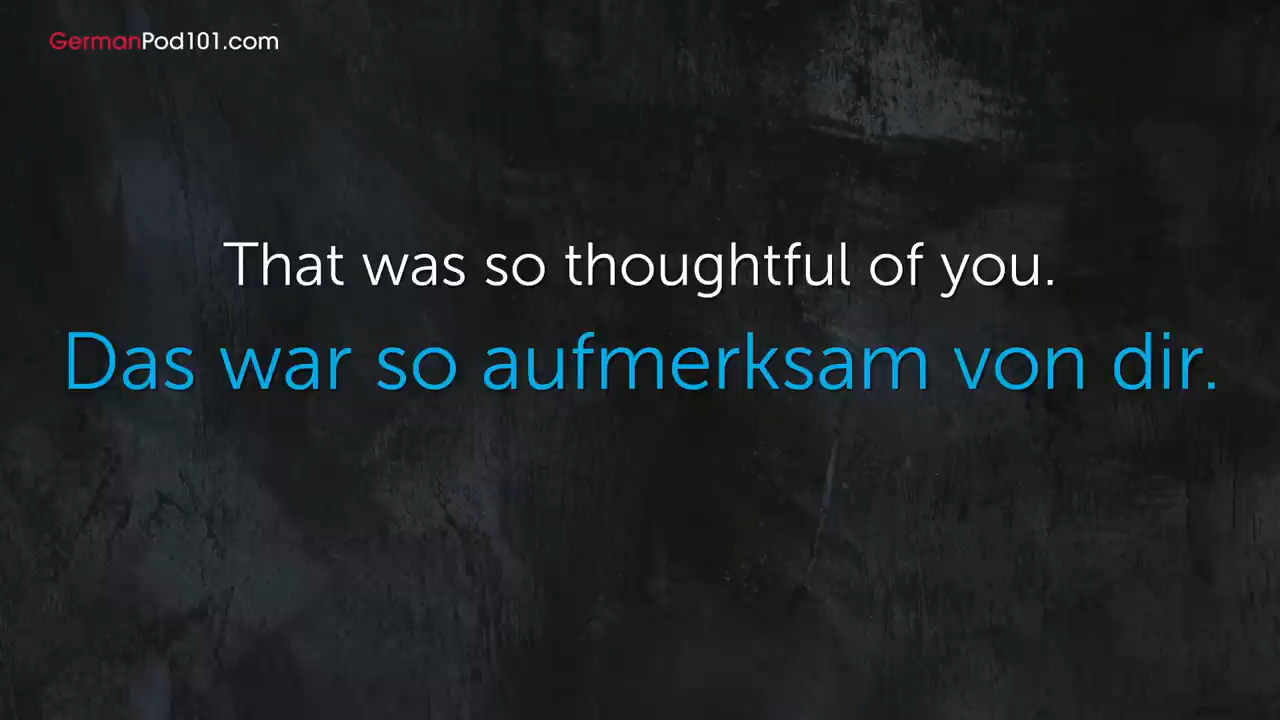 GermanPod101.com
That was so thoughtful of you.
Das war so aufmerksam von dir.